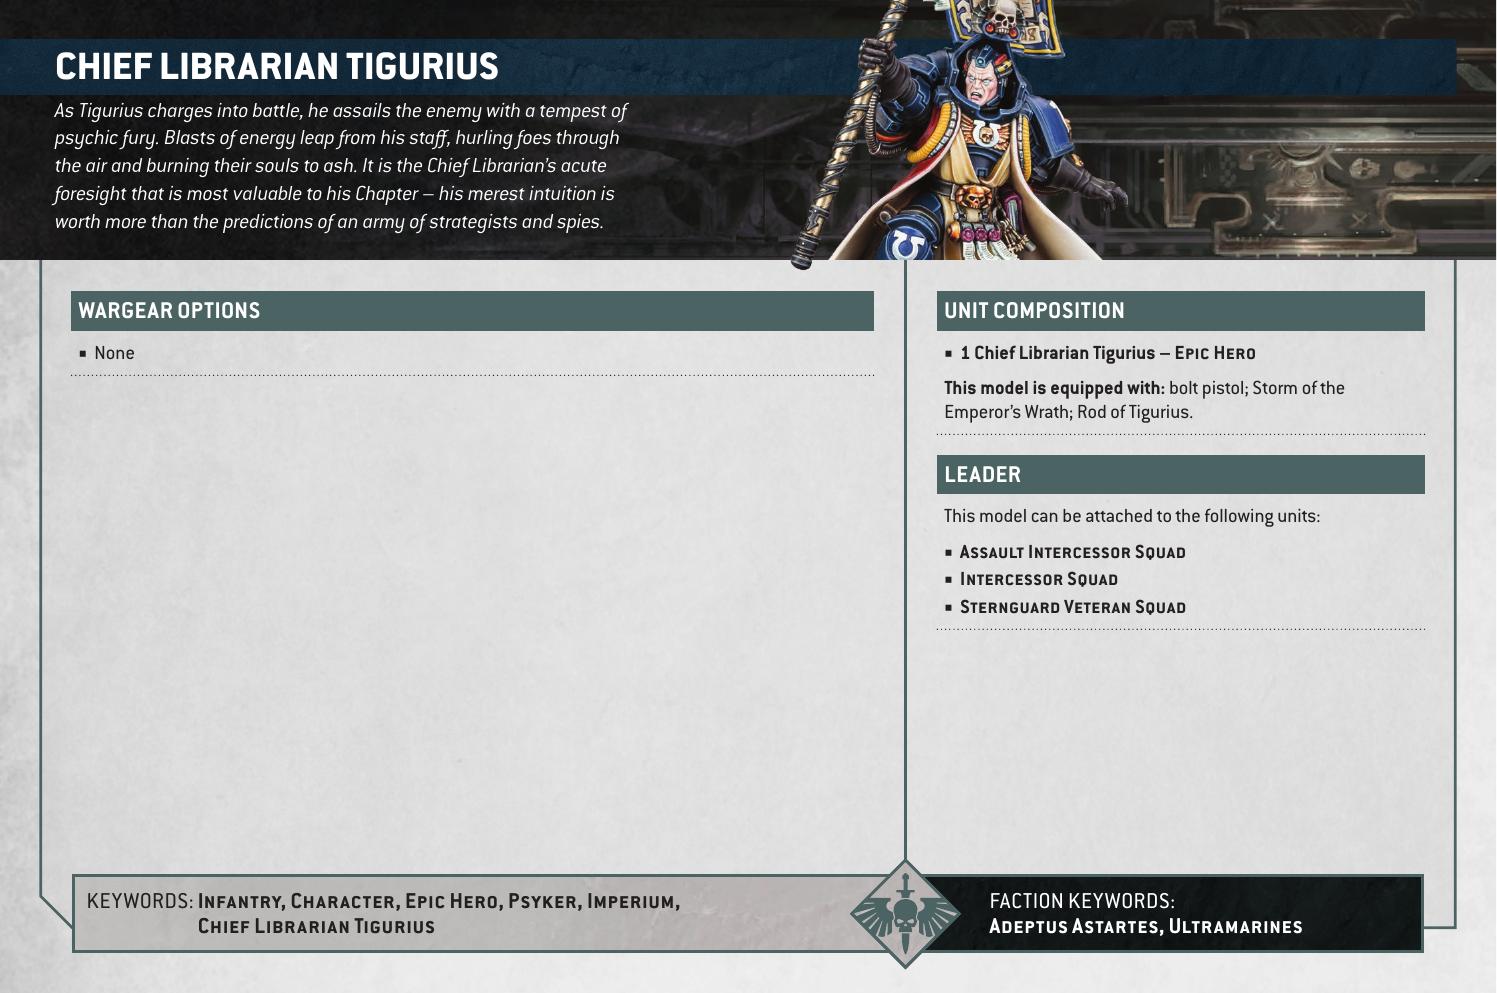 CHIEF LIBRARIAN TIGURIUS
As Tigurius charges into battle, he assails the enemy with a tempest of
psychic fury. Blasts of energy leap from his staff, hurling foes through
the air and burning their souls to ash. It is the Chief Librarian’s acute
foresight that is most valuable to his Chapter – his merest intuition is
worth more than the predictions of an army of strategists and spies.
WARGEAR OPTIONS
▪ None
UNIT COMPOSITION
▪ 1 Chief Librarian Tigurius – Epic Hero
This model is equipped with: bolt pistol; Storm of the
Emperor’s Wrath; Rod of Tigurius.
LEADER
This model can be attached to the following units:
▪ Assault Intercessor Squad
▪ Intercessor Squad
▪ Sternguard Veteran Squad
KEYWORDS: Infantry, Character, Epic Hero, Psyker, Imperium,
Chief Librarian Tigurius
FACTION KEYWORDS:
Adeptus Astartes, Ultramarines